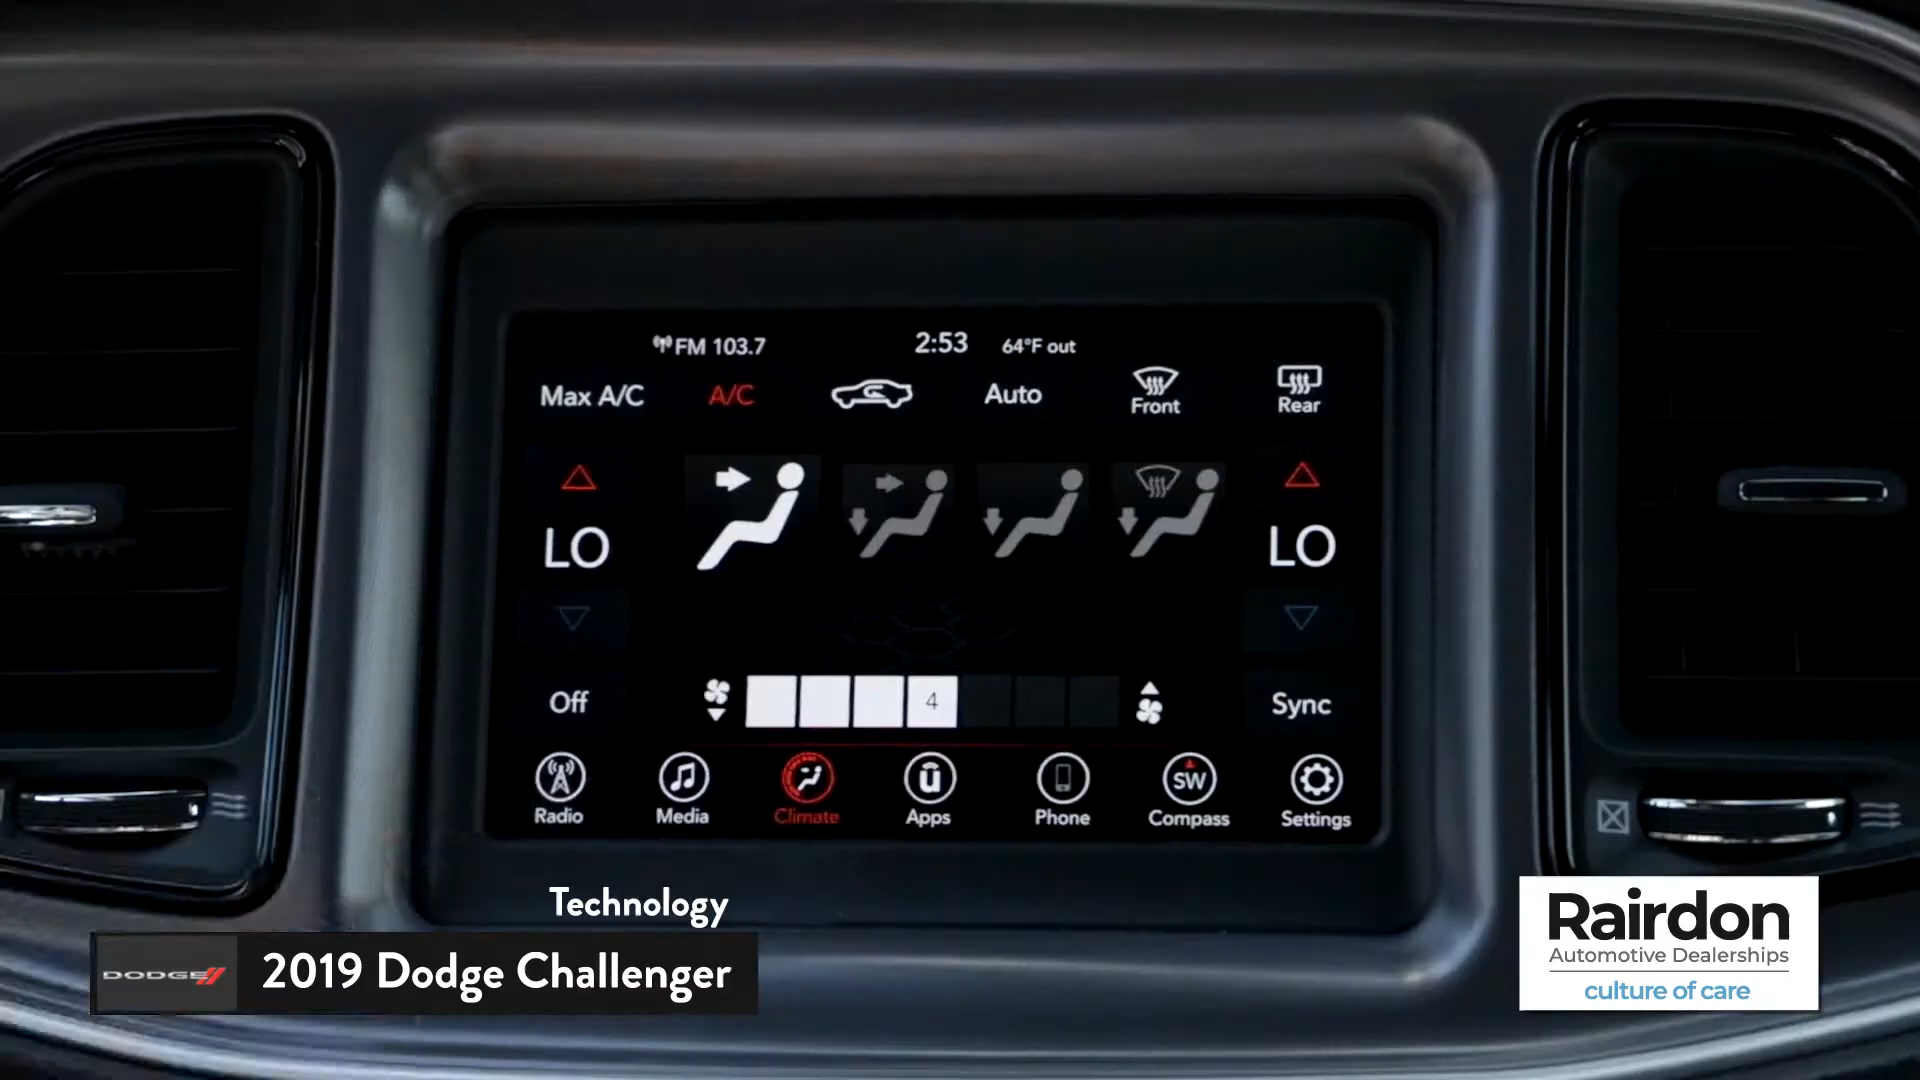 FM 103.7
2:53
64°F out
Max A/C
A/C
Auto
Front
Rear
LO
LO
Off
4
Sync
Radio
Media
Climate
ū
Apps
Phone
SW
Compass
Settings
Technology
DODGE
2019 Dodge Challenger
Rairdon
Automotive Dealerships
culture of care